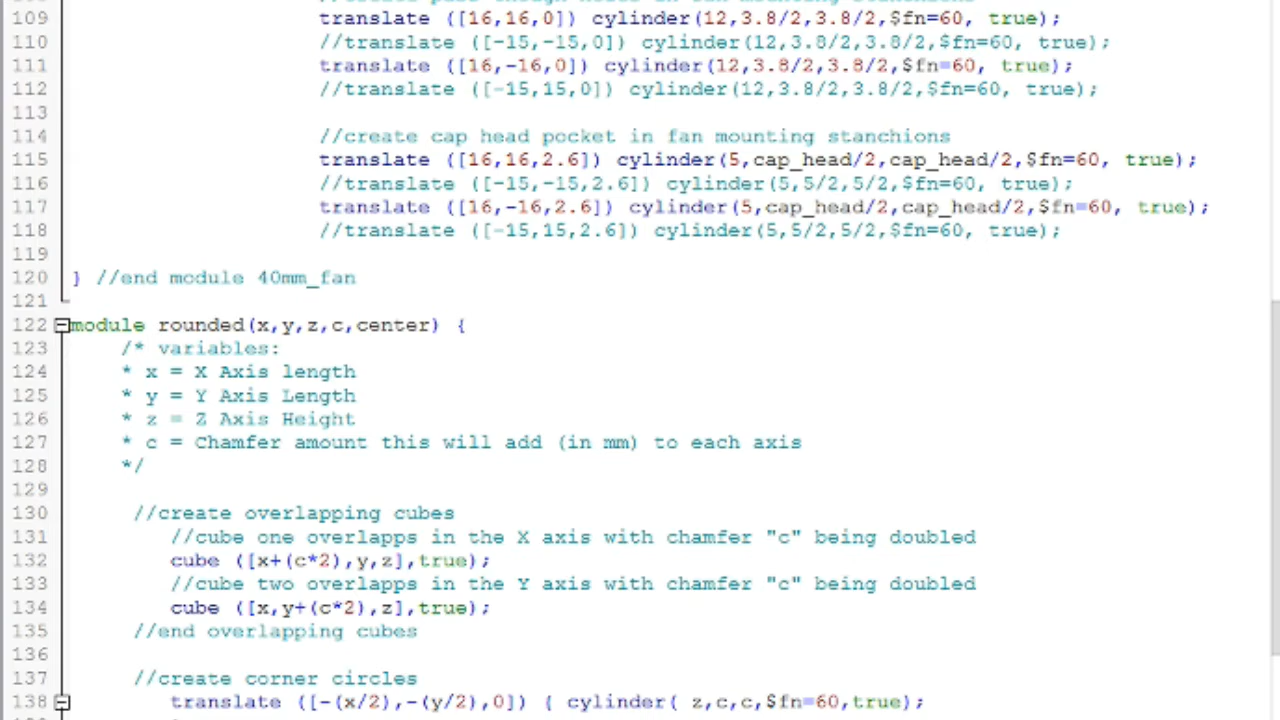 109 translate ([16,16,0]) cylinder(12,3.8/2,3.8/2,$fn=60, true);
110 //translate ([-15,-15,0]) cylinder(12,3.8/2,3.8/2,$fn=60, true);
111 translate ([16,-16,0]) cylinder(12,3.8/2,3.8/2,$fn=60, true);
112 //translate ([-15,15,0]) cylinder(12,3.8/2,3.8/2,$fn=60, true);
113
114 //create cap head pocket in fan mounting stanchions
115 translate ([16,16,2.6]) cylinder(5,cap_head/2,cap_head/2,$fn=60, true);
116 //translate ([-15,-15,2.6]) cylinder(5,5/2,5/2,$fn=60, true);
117 translate ([16,-16,2.6]) cylinder(5,cap_head/2,cap_head/2,$fn=60, true);
118 //translate ([-15,15,2.6]) cylinder(5,5/2,5/2,$fn=60, true);
119
120 } //end module 40mm_fan
121
122 module rounded(x,y,z,c,center) {
123 /* variables:
124 * x = X Axis length
125 * y = Y Axis Length
126 * z = Z Axis Height
127 * c = Chamfer amount this will add (in mm) to each axis
128 */
129
130 //create overlapping cubes
131 //cube one overlapps in the X axis with chamfer "c" being doubled
132 cube ([x+(c*2),y,z],true);
133 //cube two overlapps in the Y axis with chamfer "c" being doubled
134 cube ([x,y+(c*2),z],true);
135 //end overlapping cubes
136
137 //create corner circles
138 translate ([-(x/2),-(y/2),0]) { cylinder( z,c,c,$fn=60,true);